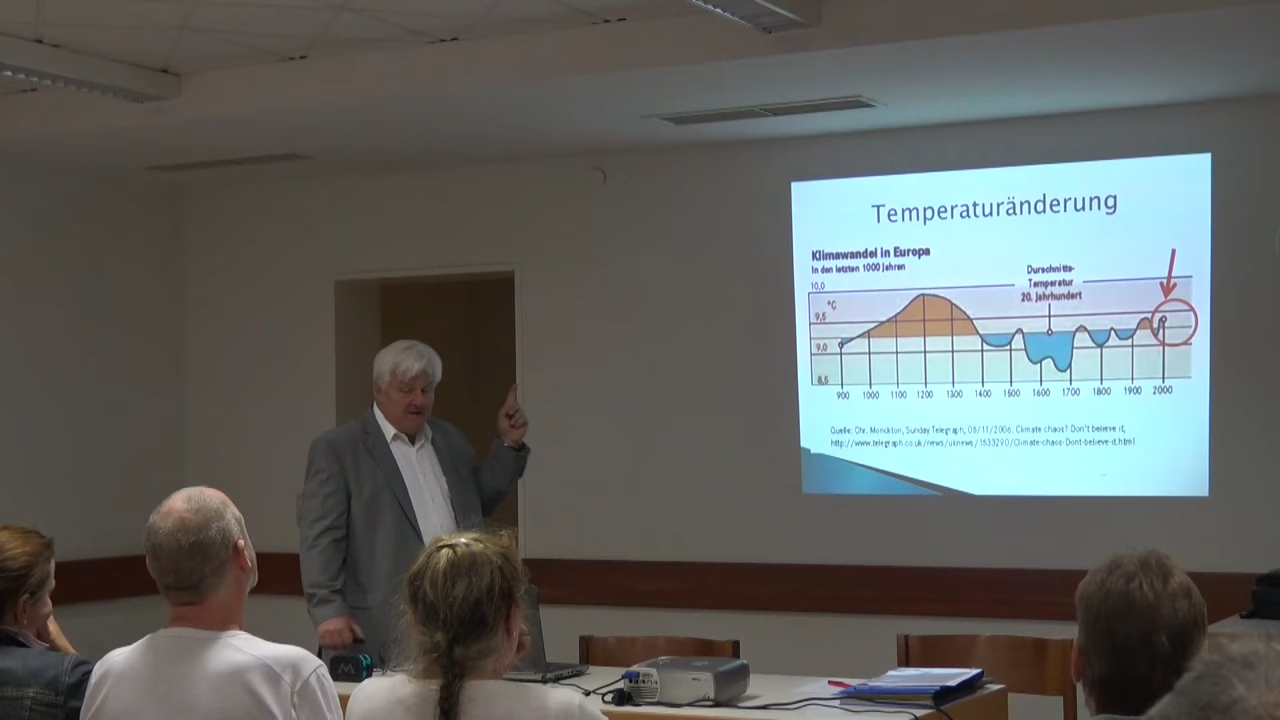 Temperaturänderung
Klimawandel in Europa
In den letzten 1000 Jahren
Durschnitts-
Temperatur
20. Jahrhundert
10,0
°C
9,5
9,0
8,5
900 1000 1100 1200 1300 1400 1500 1600 1700 1800 1900 2000
Quelle: Chr. Monckton, Sunday Telegraph, 05/11/2006: Climate chaos? Don't believe it,
http://www.telegraph.co.uk/news/uknews/1533290/Climate-chaos-Dont-believe-it.html